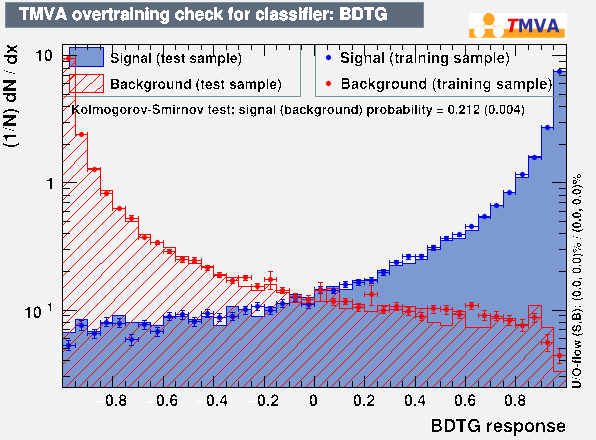 TMVA overtraining check for classifier: BDTG
TMVA
Signal (test sample)
Background (test sample)
Signal (training sample)
Background (training sample)
Kolmogorov-Smirnov test: signal (background) probability = 0.212 (0.004)
(1/N) dN / dx
10
1
10⁻¹
−0.8 −0.6 −0.4 −0.2 0 0.2 0.4 0.6 0.8
BDTG response
U/O-flow (S,B): (0.0, 0.0)% / (0.0, 0.0)%